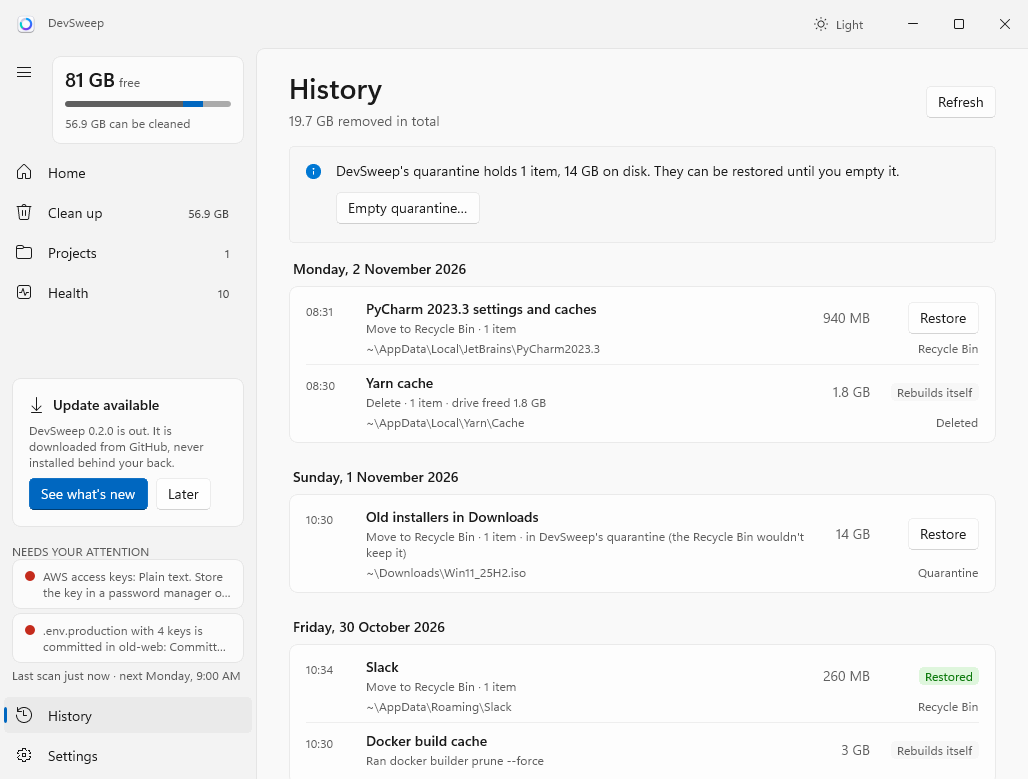 DevSweep
Light
81 GB free
56.9 GB can be cleaned
Home
Clean up 56.9 GB
Projects 1
Health 10
Update available
DevSweep 0.2.0 is out. It is
downloaded from GitHub, never
installed behind your back.
See what's new Later
NEEDS YOUR ATTENTION
AWS access keys: Plain text. Store
the key in a password manager o...
.env.production with 4 keys is
committed in old-web: Committ...
Last scan just now · next Monday, 9:00 AM
History
Settings
History
19.7 GB removed in total
Refresh
DevSweep's quarantine holds 1 item, 14 GB on disk. They can be restored until you empty it.
Empty quarantine...
Monday, 2 November 2026
08:31 PyCharm 2023.3 settings and caches 940 MB Restore
Move to Recycle Bin · 1 item
~\AppData\Local\JetBrains\PyCharm2023.3 Recycle Bin
08:30 Yarn cache 1.8 GB Rebuilds itself
Delete · 1 item · drive freed 1.8 GB
~\AppData\Local\Yarn\Cache Deleted
Sunday, 1 November 2026
10:30 Old installers in Downloads 14 GB Restore
Move to Recycle Bin · 1 item · in DevSweep's quarantine (the Recycle Bin wouldn't
keep it)
~\Downloads\Win11_25H2.iso Quarantine
Friday, 30 October 2026
10:34 Slack 260 MB Restored
Move to Recycle Bin · 1 item
~\AppData\Roaming\Slack Recycle Bin
10:30 Docker build cache 3 GB Rebuilds itself
Ran docker builder prune --force